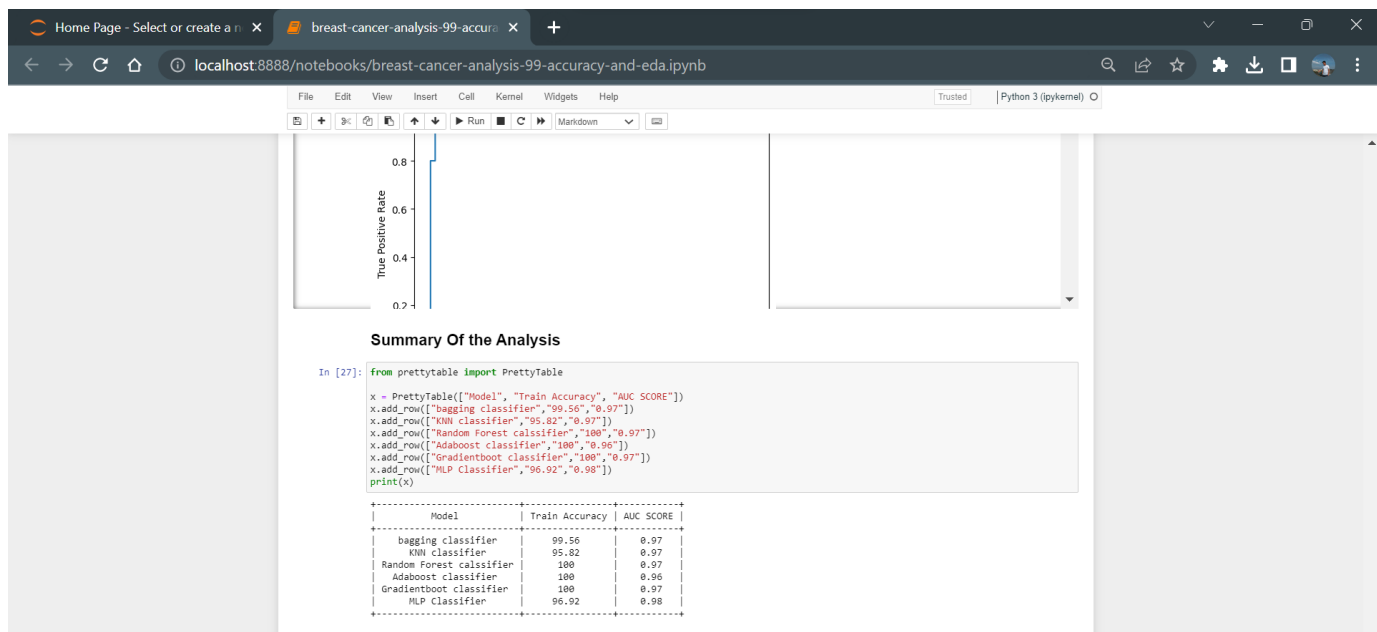 Home Page - Select or create a n
breast-cancer-analysis-99-accura
localhost:8888/notebooks/breast-cancer-analysis-99-accuracy-and-eda.ipynb
File Edit View Insert Cell Kernel Widgets Help Trusted Python 3 (ipykernel)
Run Markdown
0.8
True Positive Rate
0.6
0.4
0.2
Summary Of the Analysis
In [27]: from prettytable import PrettyTable
x = PrettyTable(["Model", "Train Accuracy", "AUC SCORE"])
x.add_row(["bagging classifier","99.56","0.97"])
x.add_row(["KNN classifier","95.82","0.97"])
x.add_row(["Random Forest calssifier","100","0.97"])
x.add_row(["Adaboost classifier","100","0.96"])
x.add_row(["Gradientboot classifier","100","0.97"])
x.add_row(["MLP Classifier","96.92","0.98"])
print(x)
+--------------------------+----------------+-----------+
| Model | Train Accuracy | AUC SCORE |
+--------------------------+----------------+-----------+
| bagging classifier | 99.56 | 0.97 |
| KNN classifier | 95.82 | 0.97 |
| Random Forest calssifier | 100 | 0.97 |
| Adaboost classifier | 100 | 0.96 |
| Gradientboot classifier | 100 | 0.97 |
| MLP Classifier | 96.92 | 0.98 |
+--------------------------+----------------+-----------+